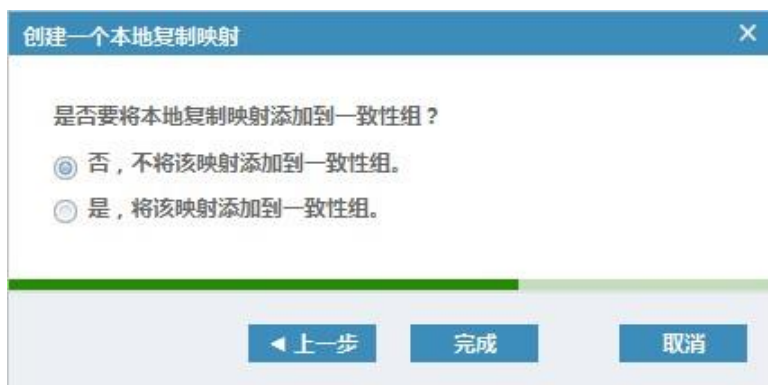 创建一个本地复制映射
是否要将本地复制映射添加到一致性组？
否，不将该映射添加到一致性组。
是，将该映射添加到一致性组。
◀ 上一步 完成 取消